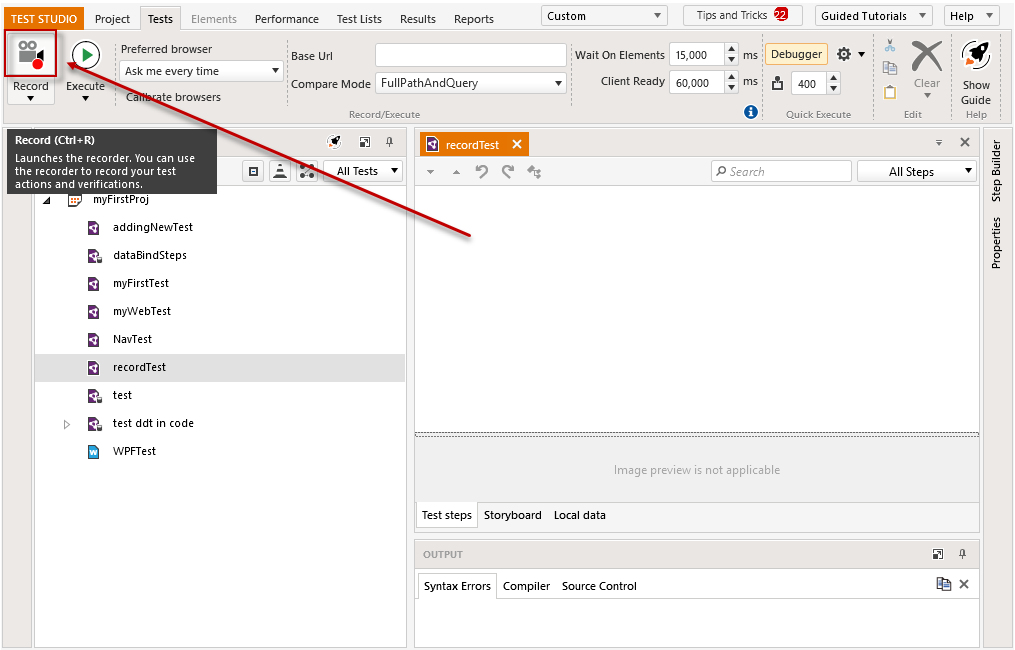 TEST STUDIO
Project
Tests
Elements
Performance
Test Lists
Results
Reports
Custom
Tips and Tricks 22
Guided Tutorials
Help
Record
Execute
Preferred browser
Ask me every time
Calibrate browsers
Base Url
Compare Mode FullPathAndQuery
Record/Execute
Wait On Elements 15,000 ms
Client Ready 60,000 ms
Debugger
400
Quick Execute
Clear
Edit
Show
Guide
Help
Record (Ctrl+R)
Launches the recorder. You can use
the recorder to record your test
actions and verifications.
All Tests
myFirstProj
addingNewTest
dataBindSteps
myFirstTest
myWebTest
NavTest
recordTest
test
test ddt in code
WPFTest
recordTest
Search
All Steps
Image preview is not applicable
Test steps
Storyboard
Local data
OUTPUT
Syntax Errors
Compiler
Source Control
Step Builder
Properties